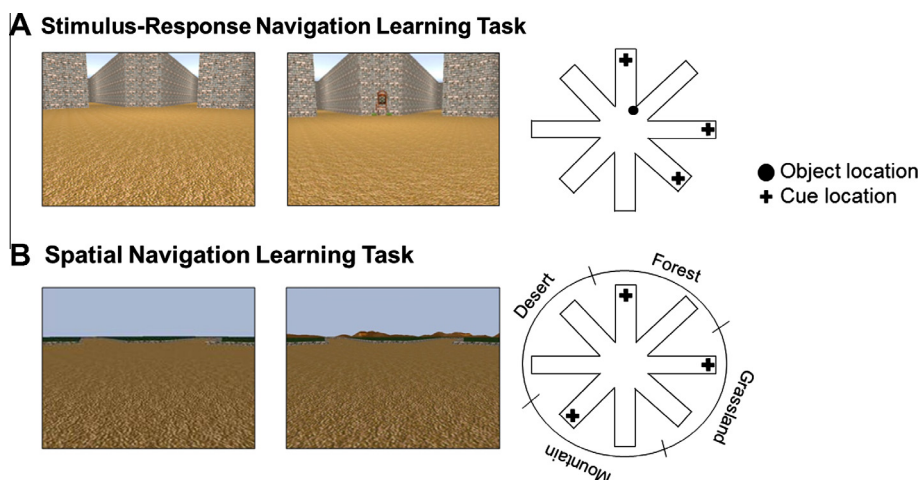 A Stimulus-Response Navigation Learning Task
Object location
Cue location
B Spatial Navigation Learning Task
Desert
Forest
Grassland
Mountain